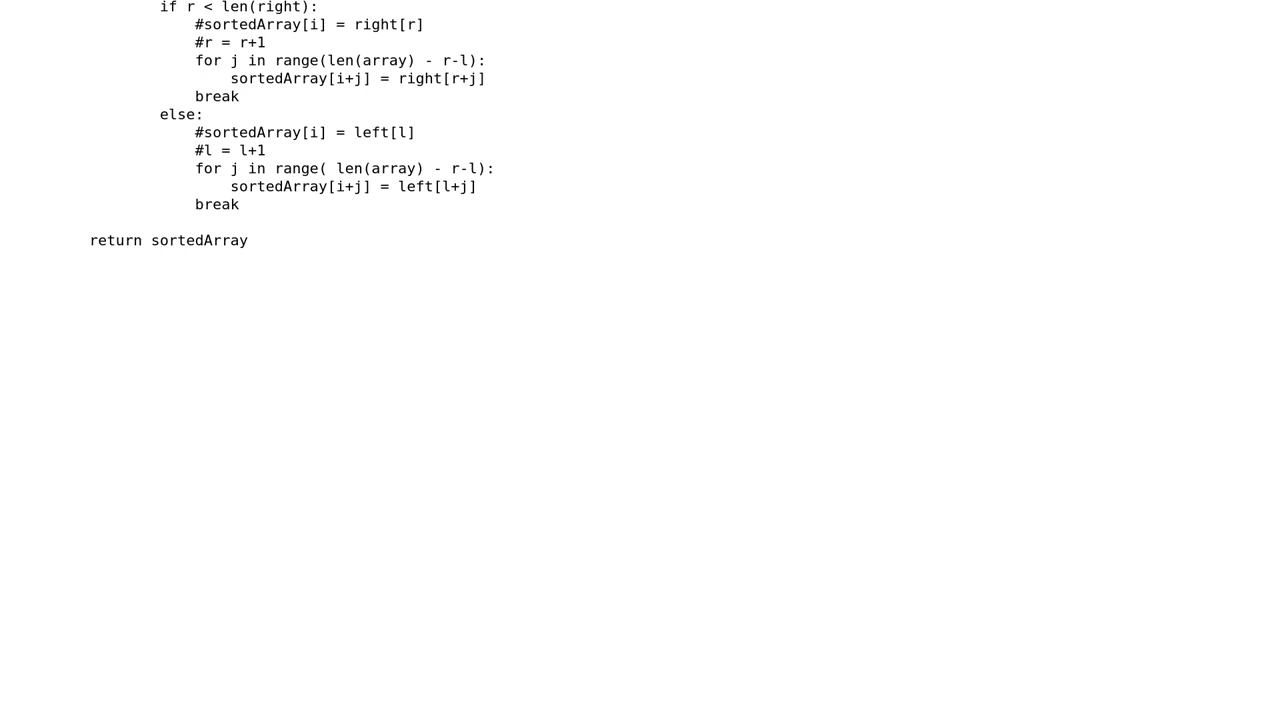 if r < len(right):
            #sortedArray[i] = right[r]
            #r = r+1
            for j in range(len(array) - r-l):
                sortedArray[i+j] = right[r+j]
            break
        else:
            #sortedArray[i] = left[l]
            #l = l+1
            for j in range( len(array) - r-l):
                sortedArray[i+j] = left[l+j]
            break

return sortedArray